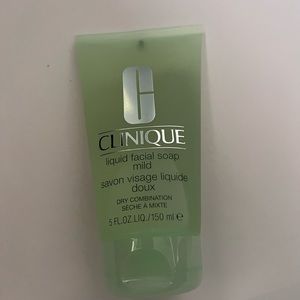 C
CLINIQUE
liquid facial soap
mild
savon visage liquide
doux
DRY COMBINATION
SÈCHE À MIXTE
5 FL.OZ.LIQ./150 ml e